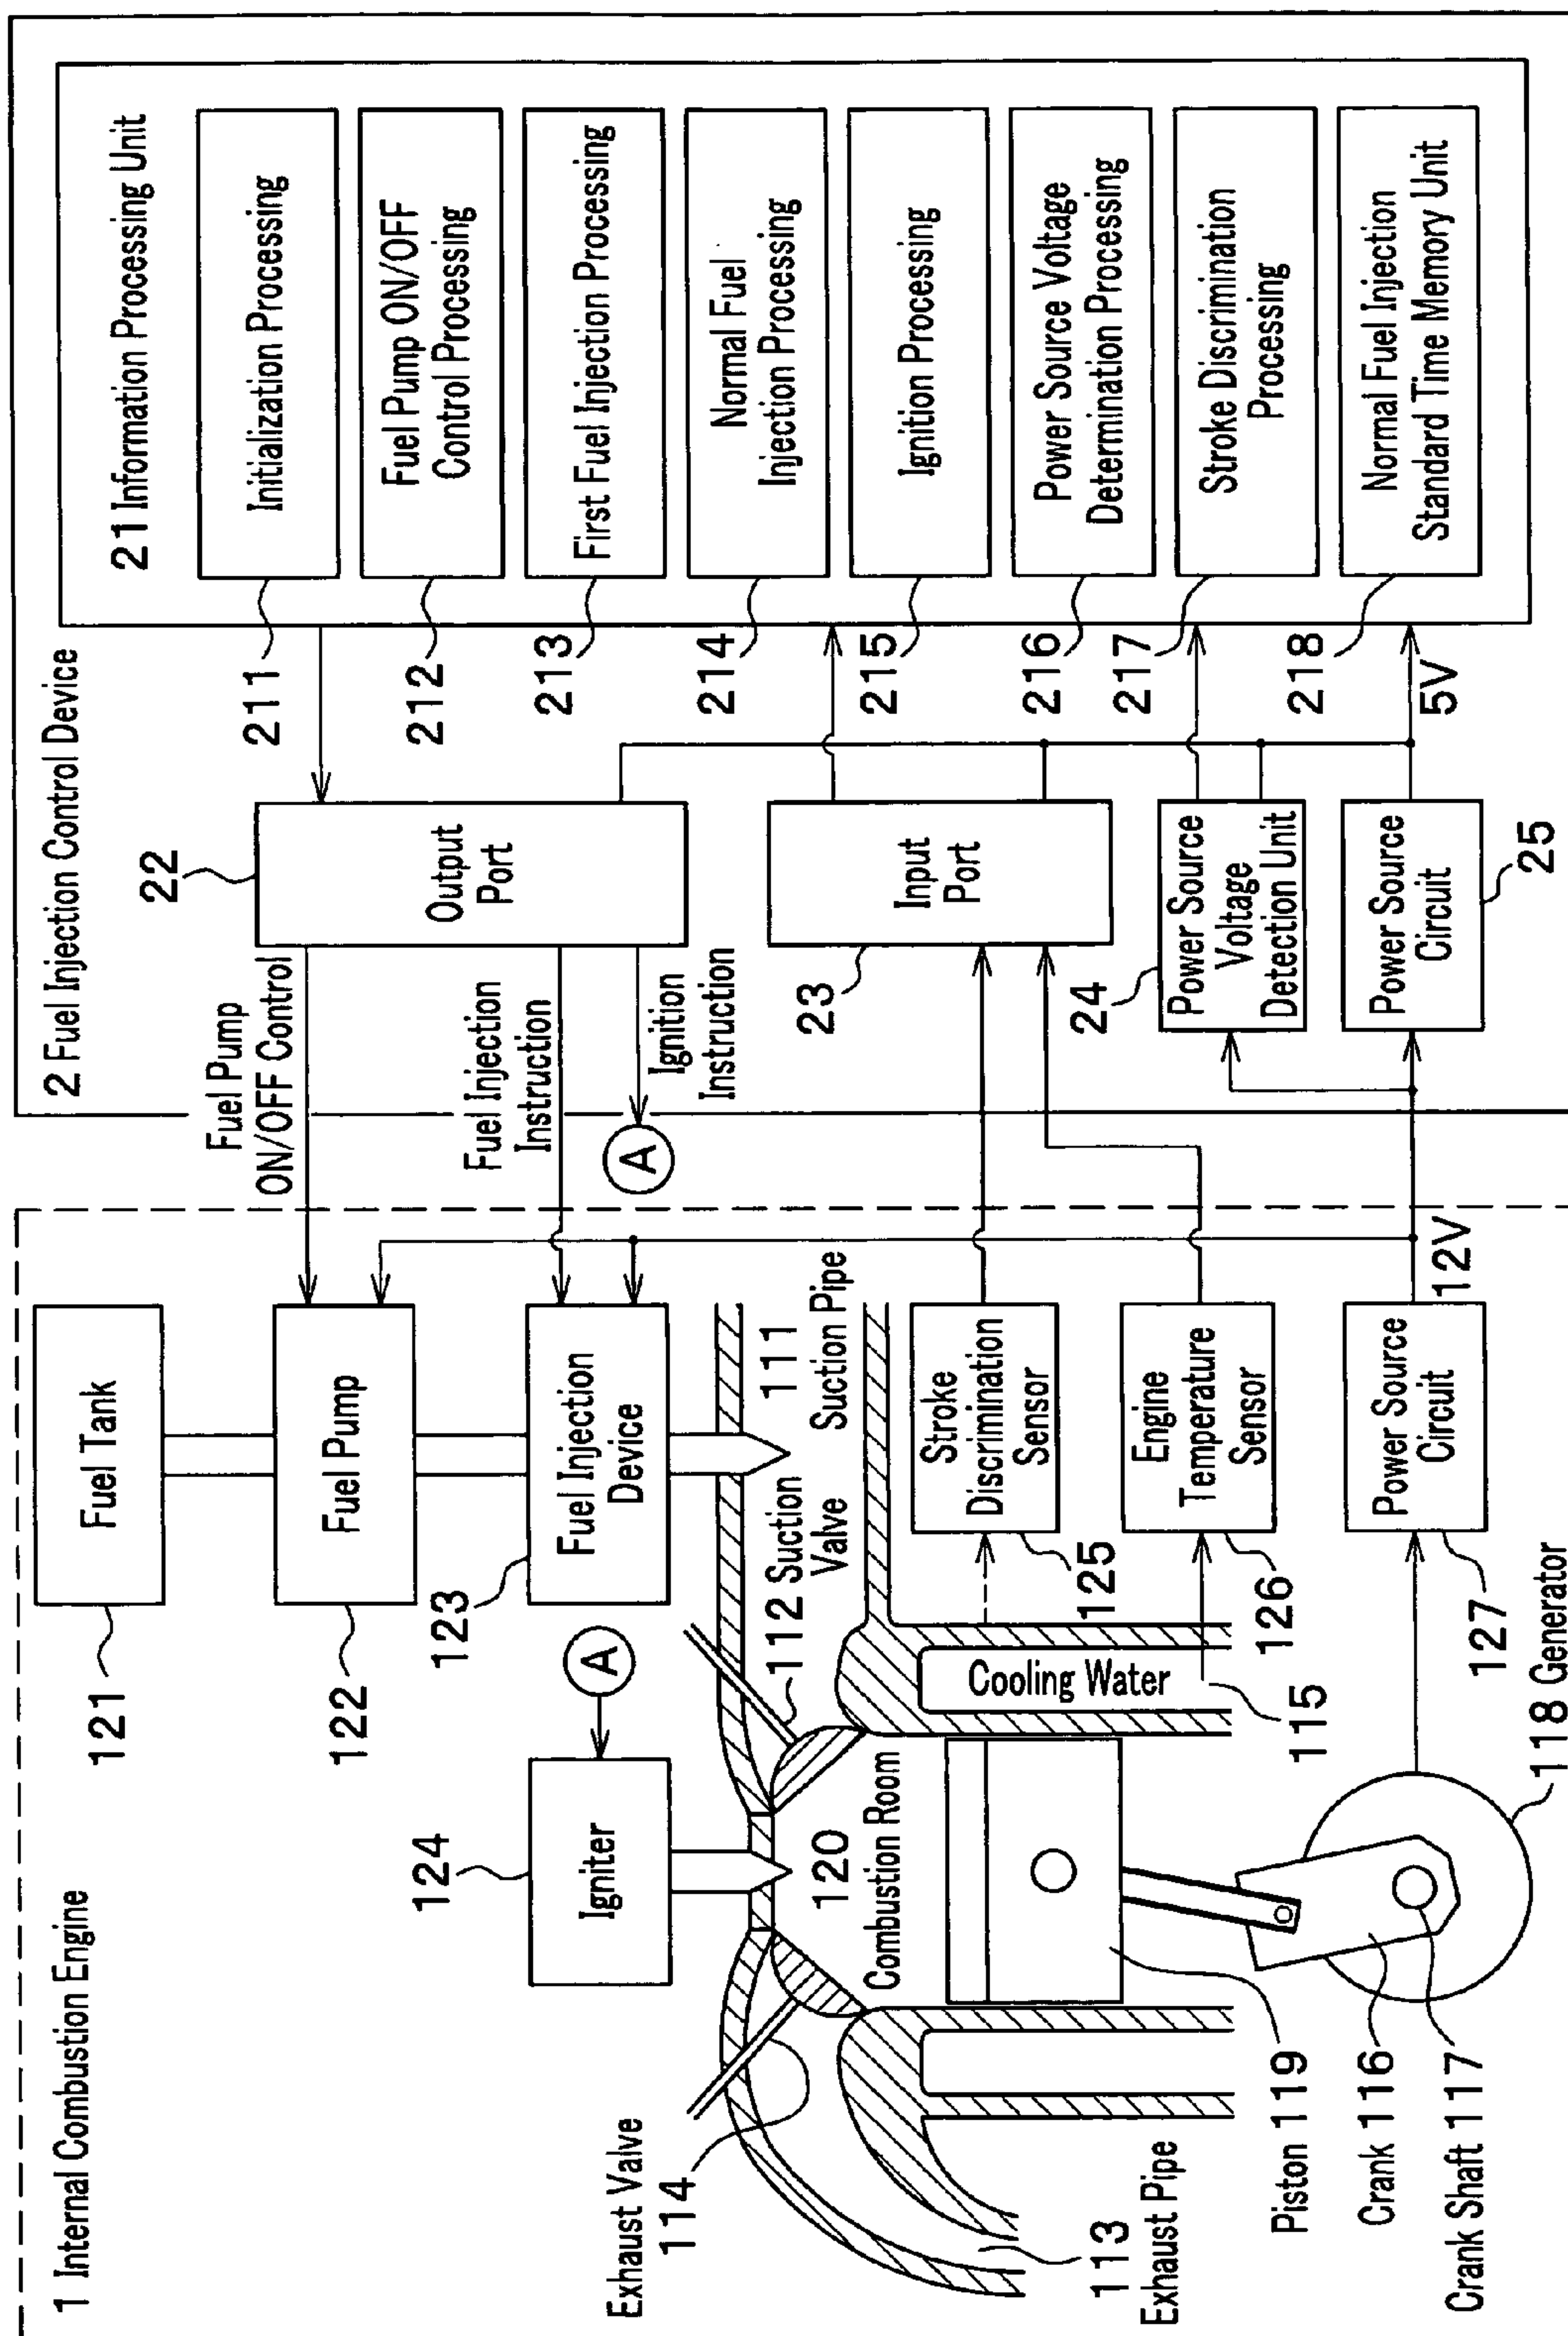 1 Internal Combustion Engine
121
Fuel Tank
122
Fuel Pump
123
Fuel Injection
Device
124
Igniter
A
Exhaust Valve
114
112 Suction
Valve
111
Suction Pipe
120
Combustion Room
Cooling Water
115
113
Exhaust Pipe
Piston 119
Crank 116
Crank Shaft 117
118 Generator
Stroke
Discrimination
Sensor
125
Engine
Temperature
Sensor
126
Power Source
Circuit
127
12V
2 Fuel Injection Control Device
Fuel Pump
ON/OFF Control
Fuel Injection
Instruction
Ignition
Instruction
A
22
Output
Port
23
Input
Port
24
Power Source
Voltage
Detection Unit
Power Source
Circuit
25
5V
21 Information Processing Unit
211
Initialization Processing
212
Fuel Pump ON/OFF
Control Processing
213
First Fuel Injection Processing
214
Normal Fuel
Injection Processing
215
Ignition Processing
216
Power Source Voltage
Determination Processing
217
Stroke Discrimination
Processing
218
Normal Fuel Injection
Standard Time Memory Unit